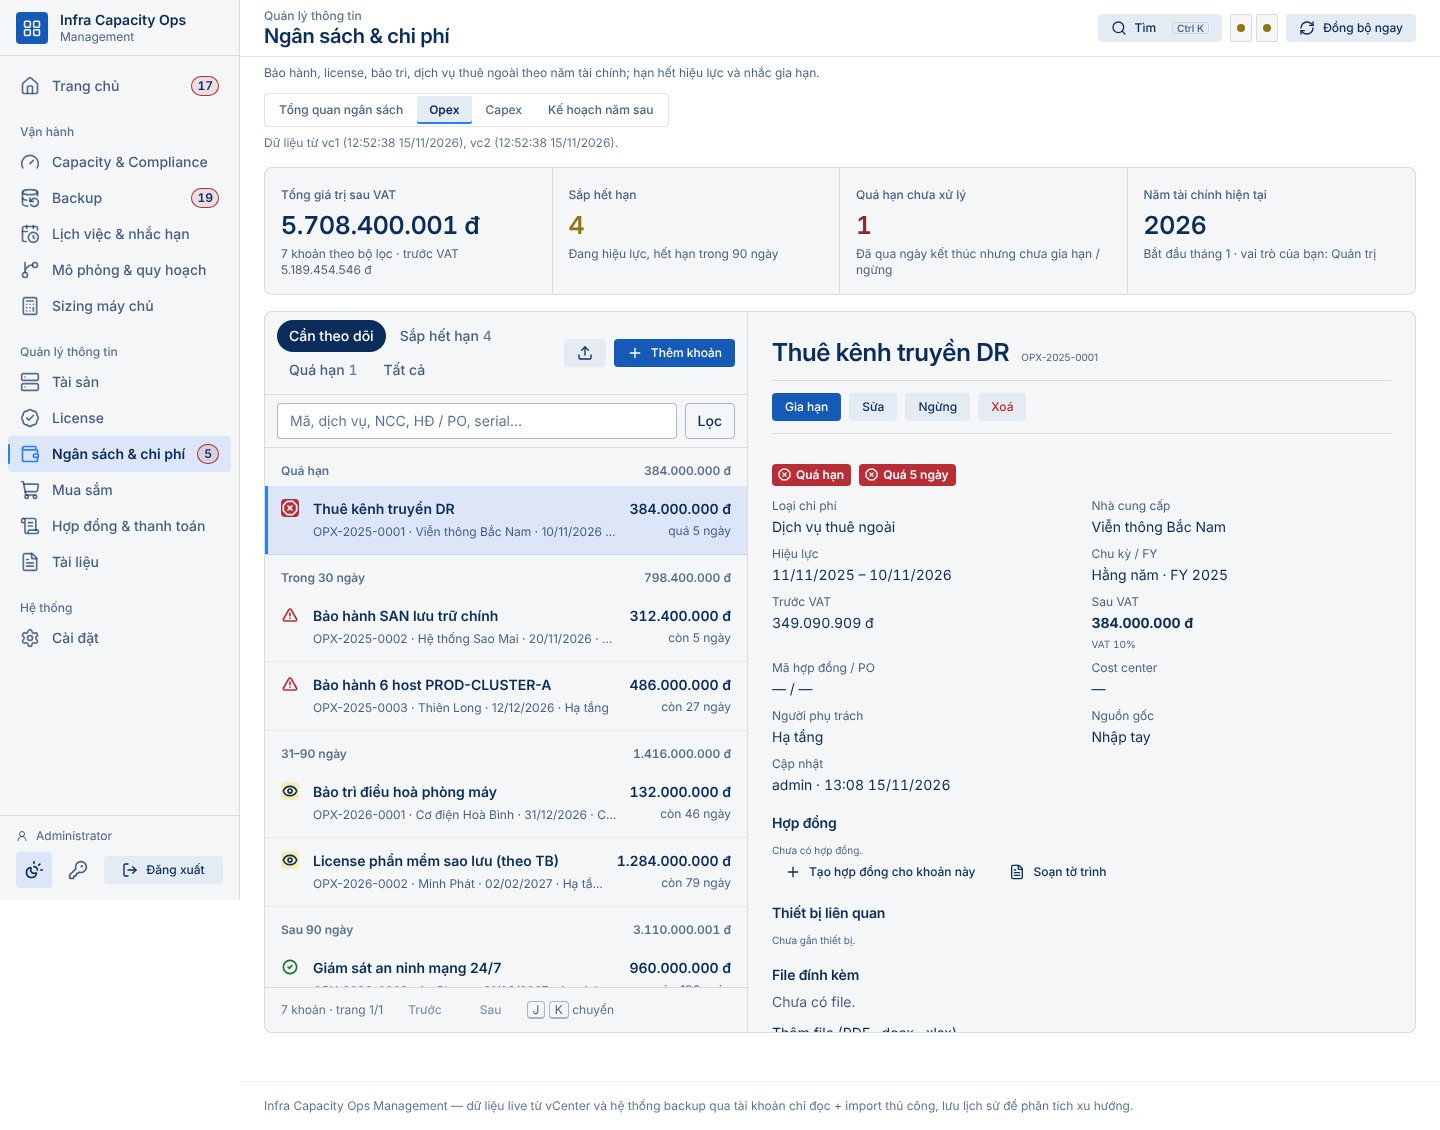 Infra Capacity Ops
Management
Trang chủ 17
Vận hành
Capacity & Compliance
Backup 19
Lịch việc & nhắc hạn
Mô phỏng & quy hoạch
Sizing máy chủ
Quản lý thông tin
Tài sản
License
Ngân sách & chi phí 5
Mua sắm
Hợp đồng & thanh toán
Tài liệu
Hệ thống
Cài đặt
Administrator
Đăng xuất
Quản lý thông tin
Ngân sách & chi phí
Tìm Ctrl K
Đồng bộ ngay
Bảo hành, license, bảo trì, dịch vụ thuê ngoài theo năm tài chính; hạn hết hiệu lực và nhắc gia hạn.
Tổng quan ngân sách Opex Capex Kế hoạch năm sau
Dữ liệu từ vc1 (12:52:38 15/11/2026), vc2 (12:52:38 15/11/2026).
Tổng giá trị sau VAT
5.708.400.001 đ
7 khoản theo bộ lọc · trước VAT
5.189.454.546 đ
Sắp hết hạn
4
Đang hiệu lực, hết hạn trong 90 ngày
Quá hạn chưa xử lý
1
Đã qua ngày kết thúc nhưng chưa gia hạn /
ngừng
Năm tài chính hiện tại
2026
Bắt đầu tháng 1 · vai trò của bạn: Quản trị
Cần theo dõi Sắp hết hạn 4
Quá hạn 1 Tất cả
Thêm khoản
Mã, dịch vụ, NCC, HĐ / PO, serial...
Lọc
Quá hạn 384.000.000 đ
Thuê kênh truyền DR 384.000.000 đ
OPX-2025-0001 · Viễn thông Bắc Nam · 10/11/2026 ... quá 5 ngày
Trong 30 ngày 798.400.000 đ
Bảo hành SAN lưu trữ chính 312.400.000 đ
OPX-2025-0002 · Hệ thống Sao Mai · 20/11/2026 · ... còn 5 ngày
Bảo hành 6 host PROD-CLUSTER-A 486.000.000 đ
OPX-2025-0003 · Thiên Long · 12/12/2026 · Hạ tầng còn 27 ngày
31–90 ngày 1.416.000.000 đ
Bảo trì điều hoà phòng máy 132.000.000 đ
OPX-2026-0001 · Cơ điện Hoà Bình · 31/12/2026 · C... còn 46 ngày
License phần mềm sao lưu (theo TB) 1.284.000.000 đ
OPX-2026-0002 · Minh Phát · 02/02/2027 · Hạ tầ... còn 79 ngày
Sau 90 ngày 3.110.000.001 đ
Giám sát an ninh mạng 24/7 960.000.000 đ
7 khoản · trang 1/1 Trước Sau J K chuyển
Thuê kênh truyền DR OPX-2025-0001
Gia hạn Sửa Ngừng Xoá
Quá hạn Quá 5 ngày
Loại chi phí
Dịch vụ thuê ngoài
Nhà cung cấp
Viễn thông Bắc Nam
Hiệu lực
11/11/2025 – 10/11/2026
Chu kỳ / FY
Hằng năm · FY 2025
Trước VAT
349.090.909 đ
Sau VAT
384.000.000 đ
VAT 10%
Mã hợp đồng / PO
— / —
Cost center
—
Người phụ trách
Hạ tầng
Nguồn gốc
Nhập tay
Cập nhật
admin · 13:08 15/11/2026
Hợp đồng
Chưa có hợp đồng.
Tạo hợp đồng cho khoản này Soạn tờ trình
Thiết bị liên quan
Chưa gắn thiết bị.
File đính kèm
Chưa có file.
Thêm file (PDF, .docx, .xlsx)
Infra Capacity Ops Management — dữ liệu live từ vCenter và hệ thống backup qua tài khoản chỉ đọc + import thủ công, lưu lịch sử để phân tích xu hướng.